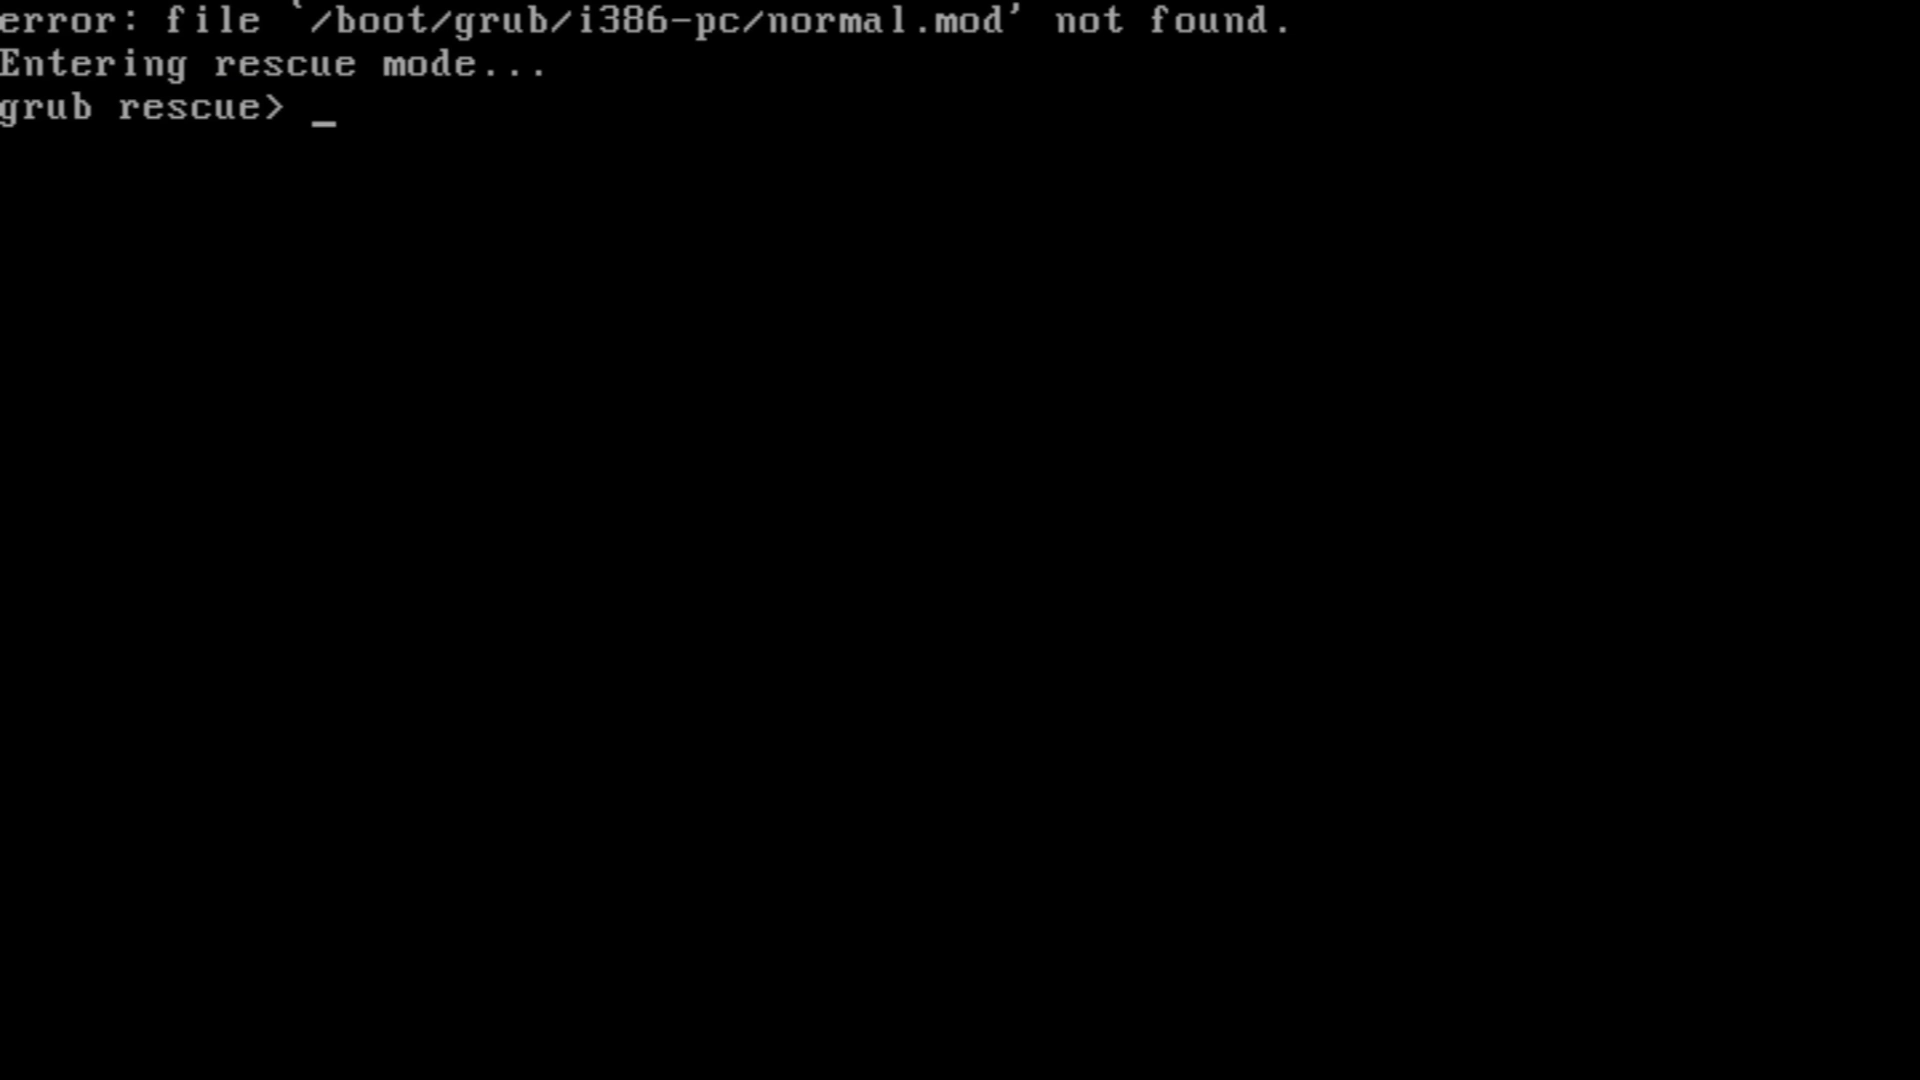 error: file `/boot/grub/i386-pc/normal.mod' not found.
Entering rescue mode...
grub rescue> _